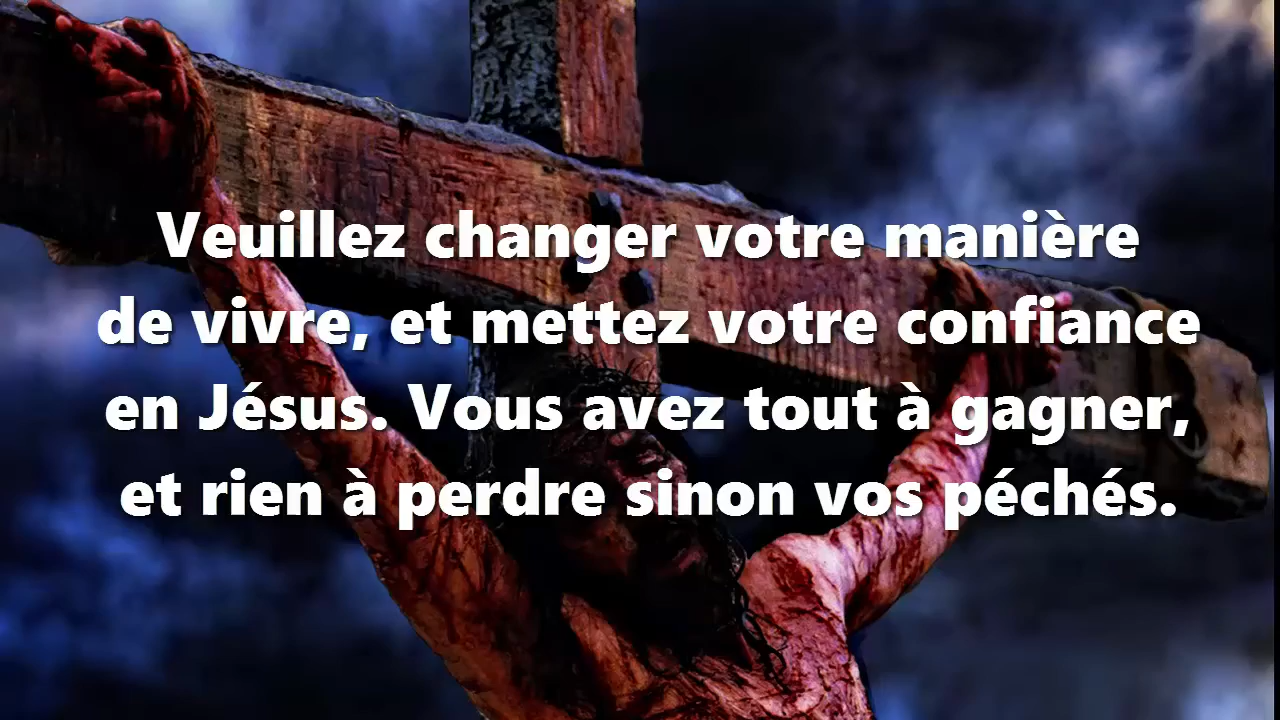 Veuillez changer votre manière
de vivre, et mettez votre confiance
en Jésus. Vous avez tout à gagner,
et rien à perdre sinon vos péchés.